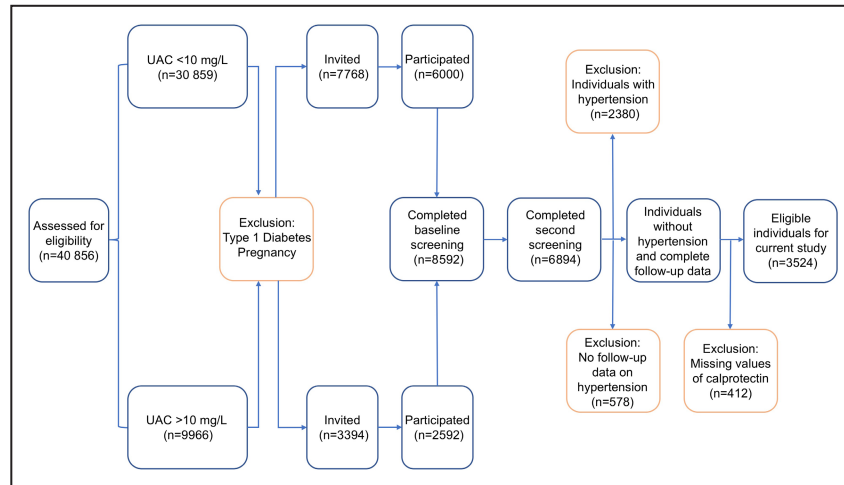 UAC <10 mg/L
(n=30 859)
Invited
(n=7768)
Participated
(n=6000)
Exclusion:
Individuals with
hypertension
(n=2380)
Assessed for
eligibility
(n=40 856)
Exclusion:
Type 1 Diabetes
Pregnancy
Completed
baseline
screening
(n=8592)
Completed
second
screening
(n=6894)
Individuals
without
hypertension
and complete
follow-up data
Eligible
individuals for
current study
(n=3524)
Exclusion:
No follow-up
data on
hypertension
(n=578)
Exclusion:
Missing values
of calprotectin
(n=412)
UAC >10 mg/L
(n=9966)
Invited
(n=3394)
Participated
(n=2592)